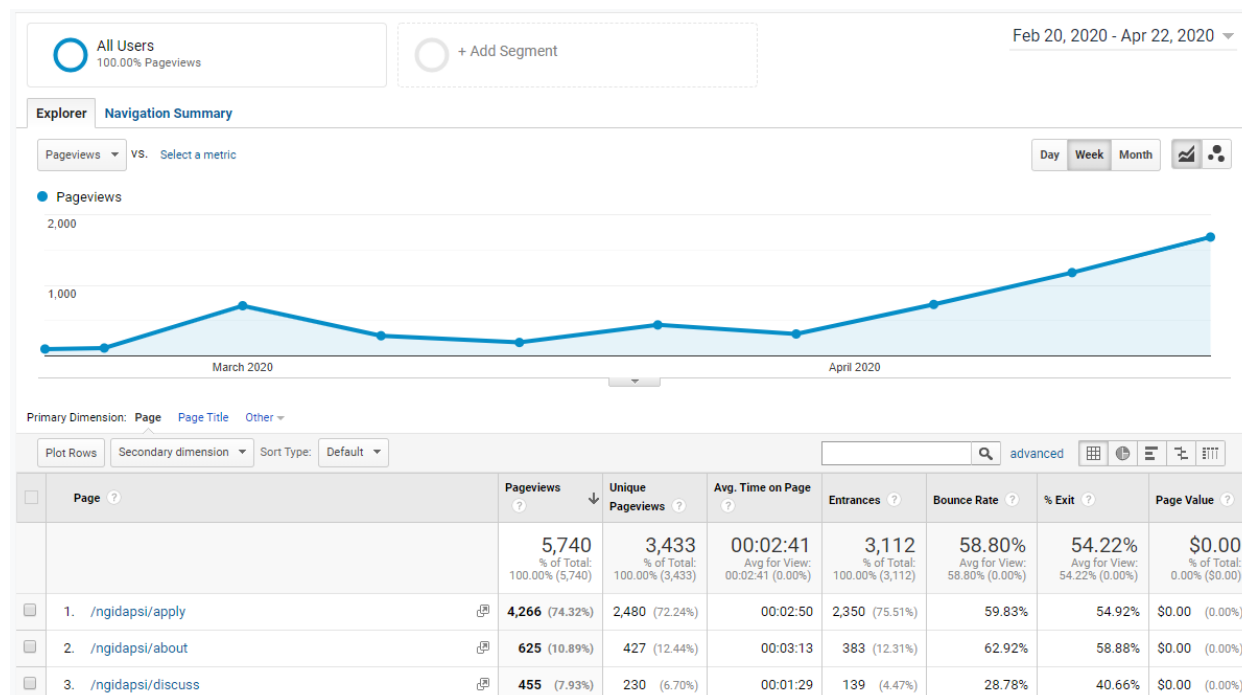 All Users
100.00% Pageviews
+ Add Segment
Feb 20, 2020 - Apr 22, 2020
Explorer
Navigation Summary
Pageviews
VS.
Select a metric
Day
Week
Month
Pageviews
2,000
1,000
March 2020
April 2020
Primary Dimension: Page Page Title Other
Plot Rows
Secondary dimension
Sort Type:
Default
advanced
Page ?
Pageviews ?
Unique Pageviews ?
Avg. Time on Page ?
Entrances ?
Bounce Rate ?
% Exit ?
Page Value ?
5,740
% of Total:
100.00% (5,740)
3,433
% of Total:
100.00% (3,433)
00:02:41
Avg for View:
00:02:41 (0.00%)
3,112
% of Total:
100.00% (3,112)
58.80%
Avg for View:
58.80% (0.00%)
54.22%
Avg for View:
54.22% (0.00%)
$0.00
% of Total:
0.00% ($0.00)
1. /ngidapsi/apply 4,266 (74.32%) 2,480 (72.24%) 00:02:50 2,350 (75.51%) 59.83% 54.92% $0.00 (0.00%)
2. /ngidapsi/about 625 (10.89%) 427 (12.44%) 00:03:13 383 (12.31%) 62.92% 58.88% $0.00 (0.00%)
3. /ngidapsi/discuss 455 (7.93%) 230 (6.70%) 00:01:29 139 (4.47%) 28.78% 40.66% $0.00 (0.00%)